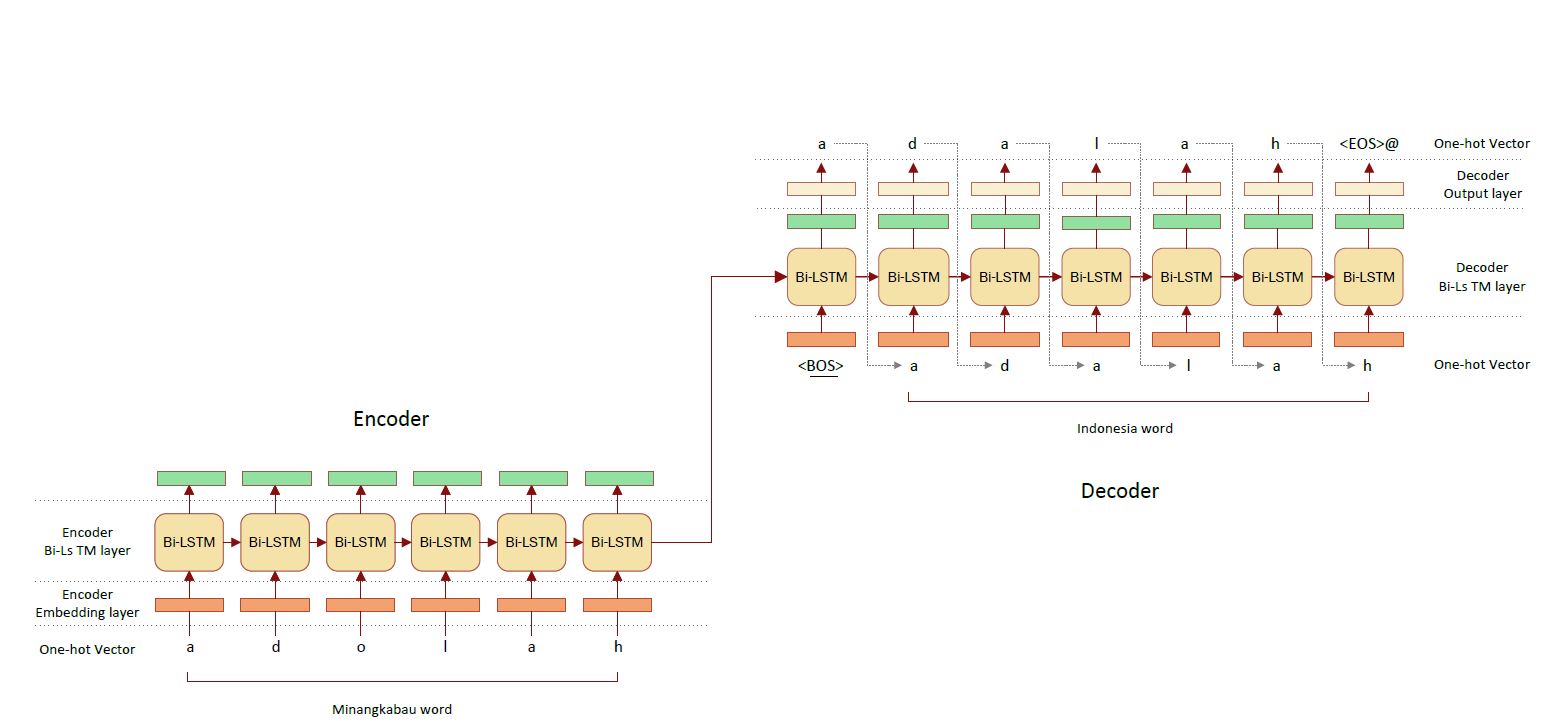 a d a l a h <EOS>@ One-hot Vector
Decoder
Output layer
Bi-LSTM Bi-LSTM Bi-LSTM Bi-LSTM Bi-LSTM Bi-LSTM Bi-LSTM
Decoder
Bi-Ls TM layer
<BOS> a d a l a h One-hot Vector
Indonesia word
Decoder
Encoder
Encoder
Bi-Ls TM layer
Bi-LSTM Bi-LSTM Bi-LSTM Bi-LSTM Bi-LSTM Bi-LSTM
Encoder
Embedding layer
One-hot Vector a d o l a h
Minangkabau word